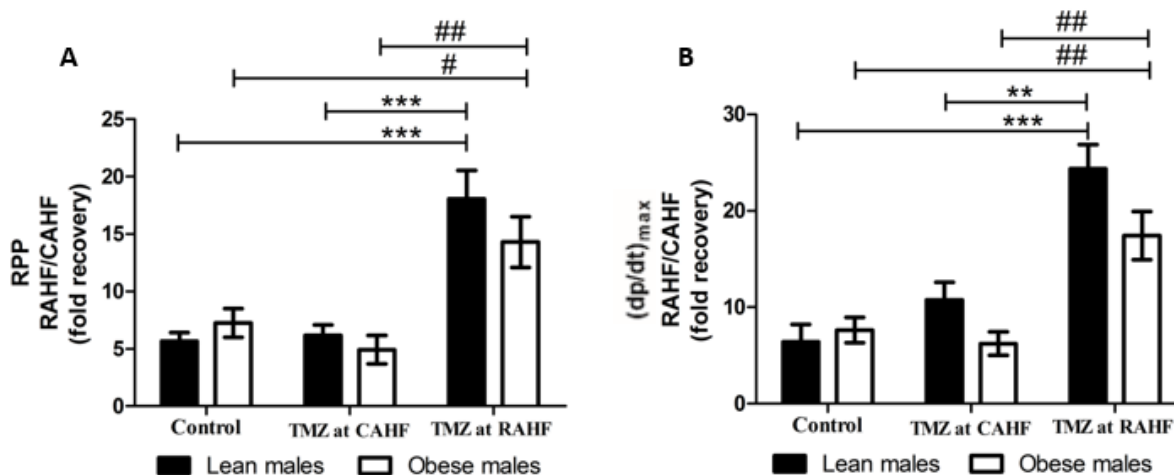 A
##
#
***
***
RPP
RAHF/CAHF
(fold recovery)
25
20
15
10
5
0
Control
TMZ at CAHF
TMZ at RAHF
Lean males
Obese males
B
##
##
**
***
(dp/dt)max
RAHF/CAHF
(fold recovery)
30
20
10
0
Control
TMZ at CAHF
TMZ at RAHF
Lean males
Obese males